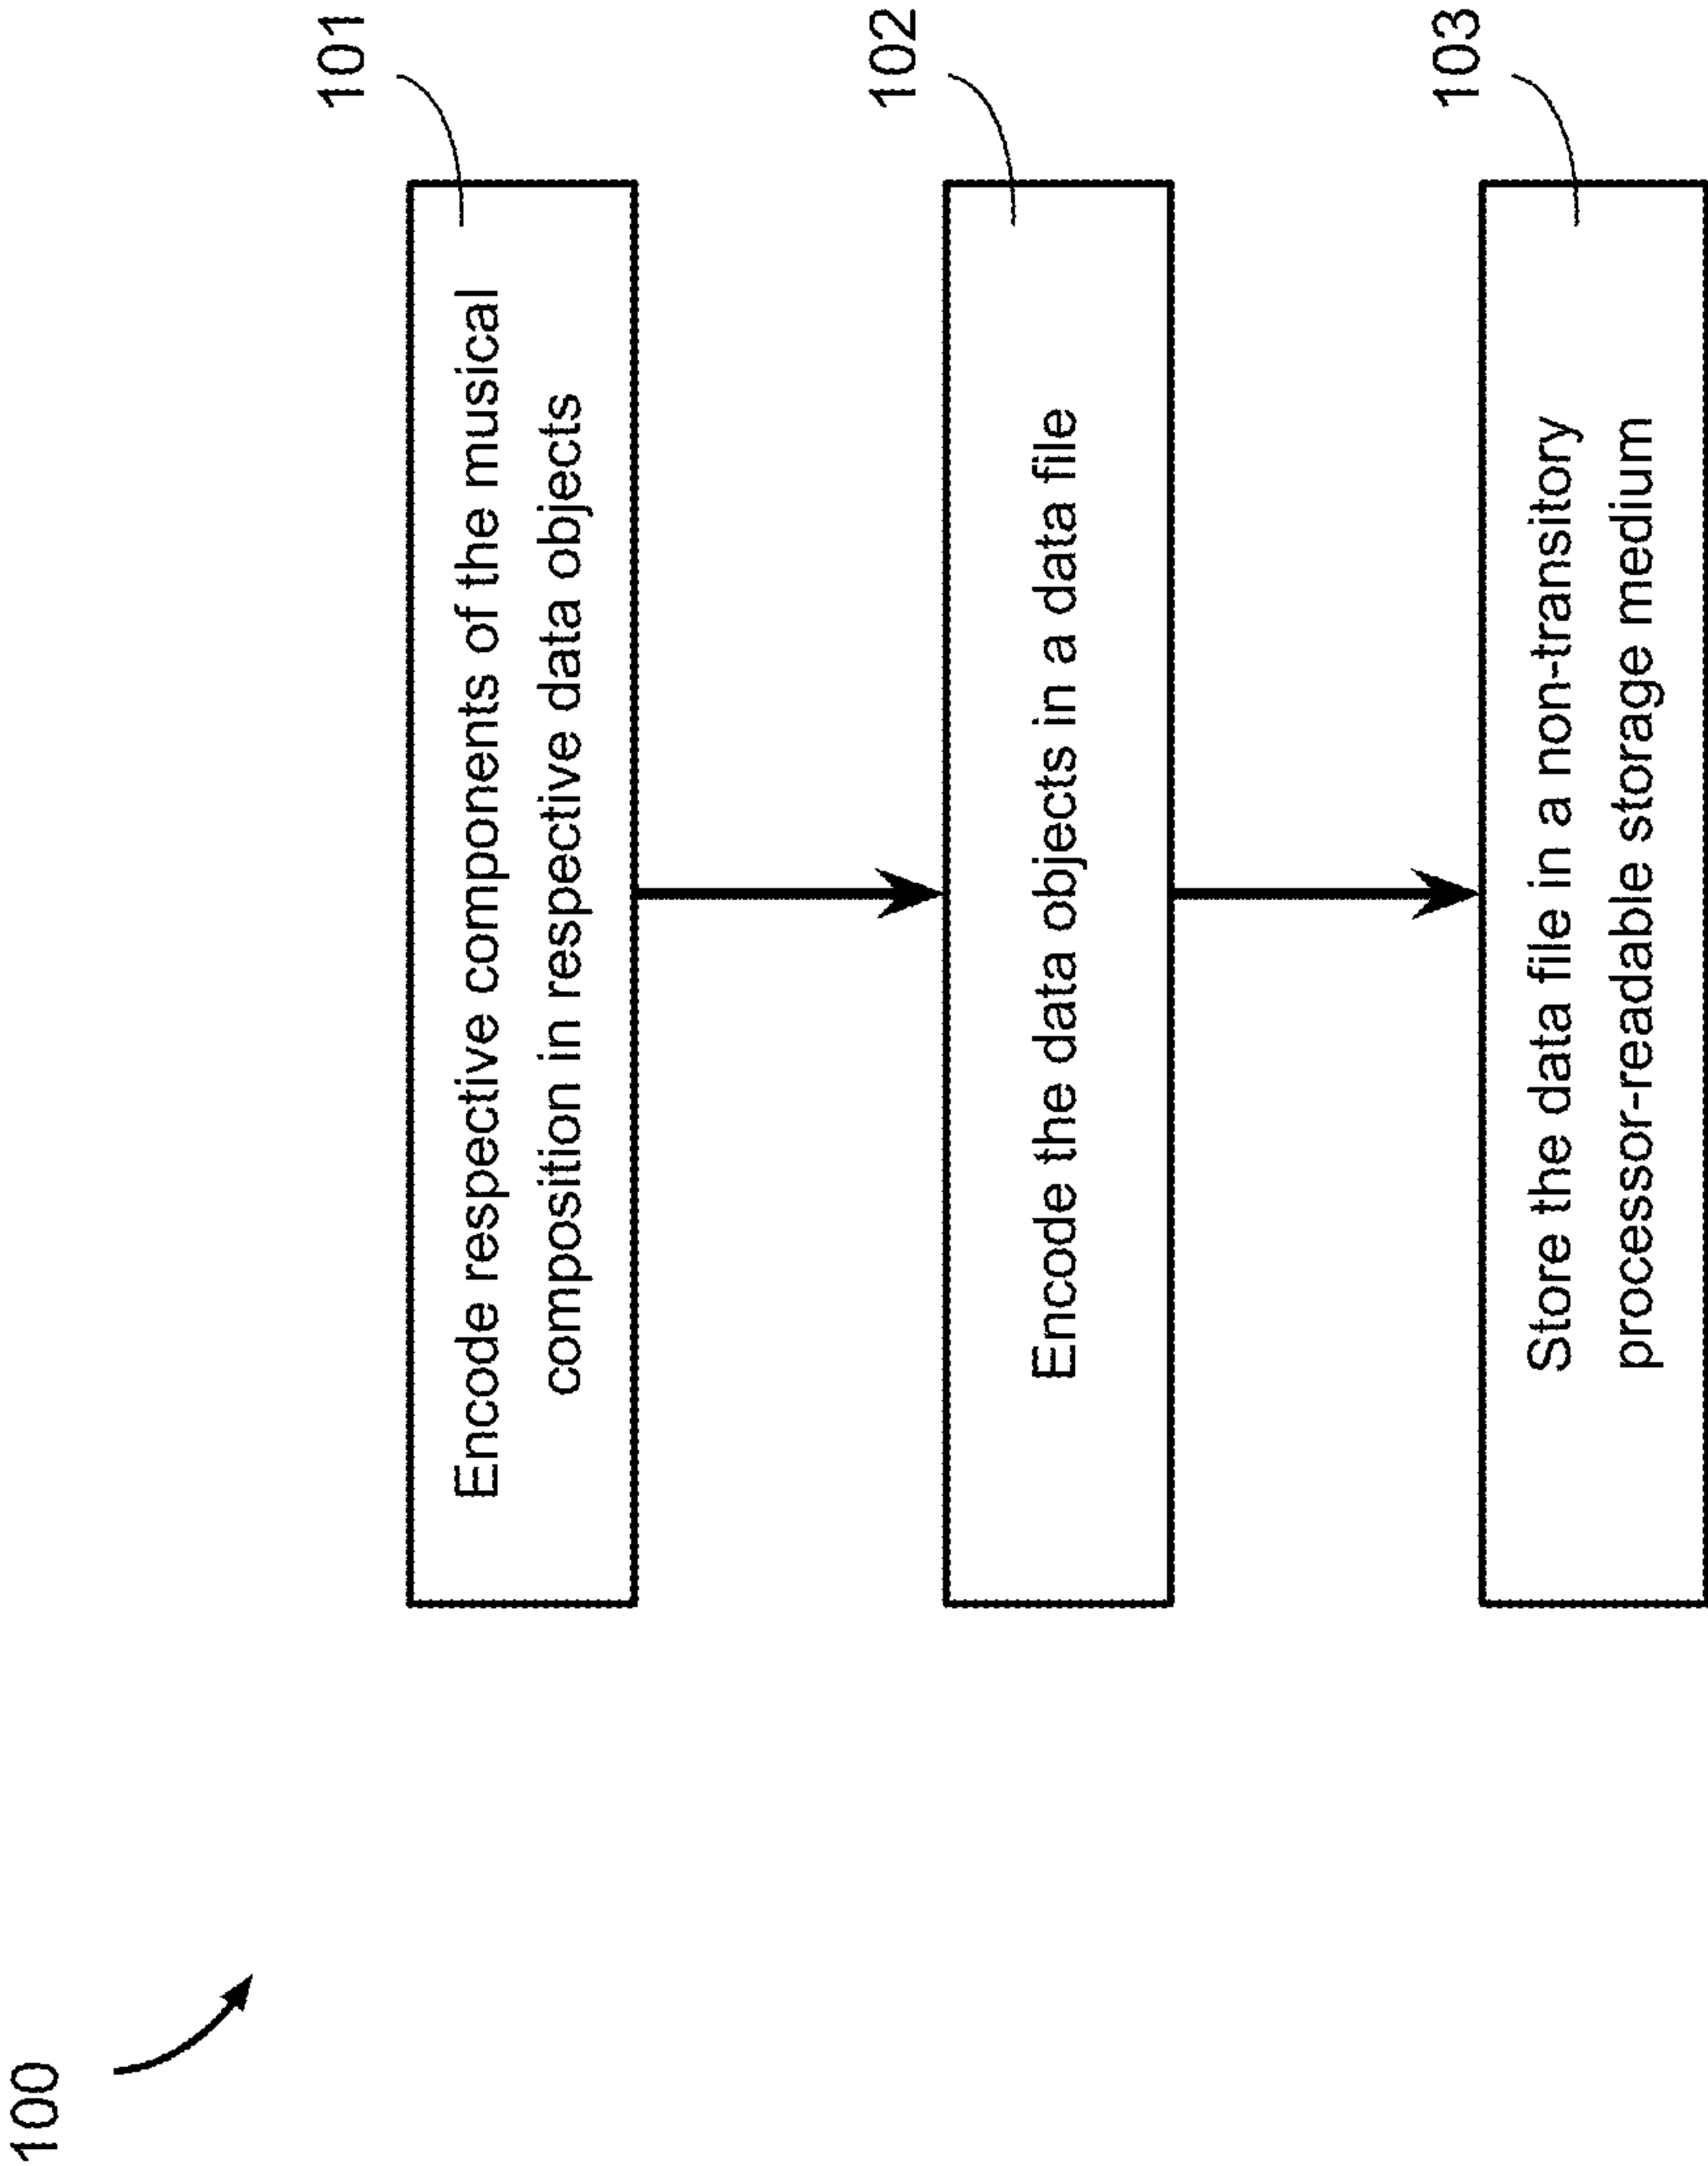 100
101
Encode respective components of the musical
composition in respective data objects
102
Encode the data objects in a data file
103
Store the data file in a non-transitory
processor-readable storage medium